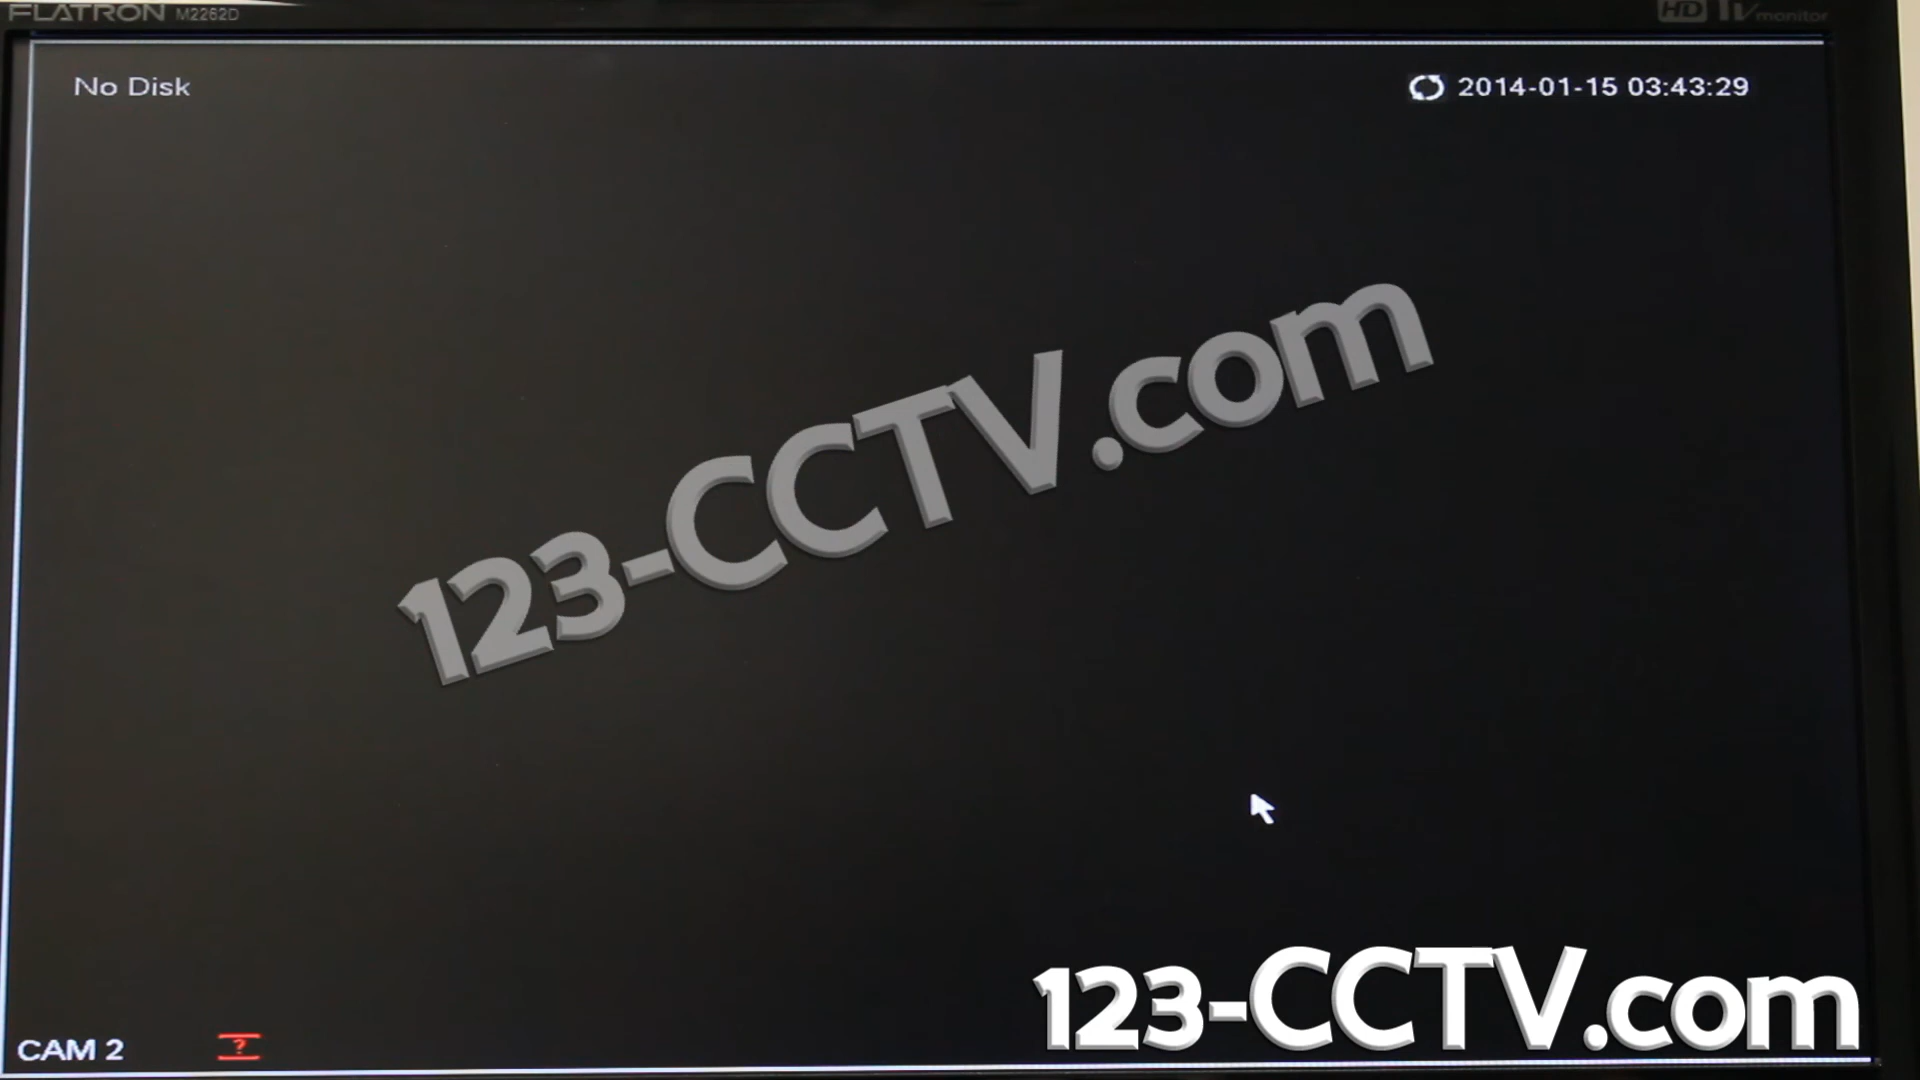 FLATRON M2262D
HD TV monitor
No Disk
2014-01-15 03:43:29
123-CCTV.com
CAM 2
?
123-CCTV.com